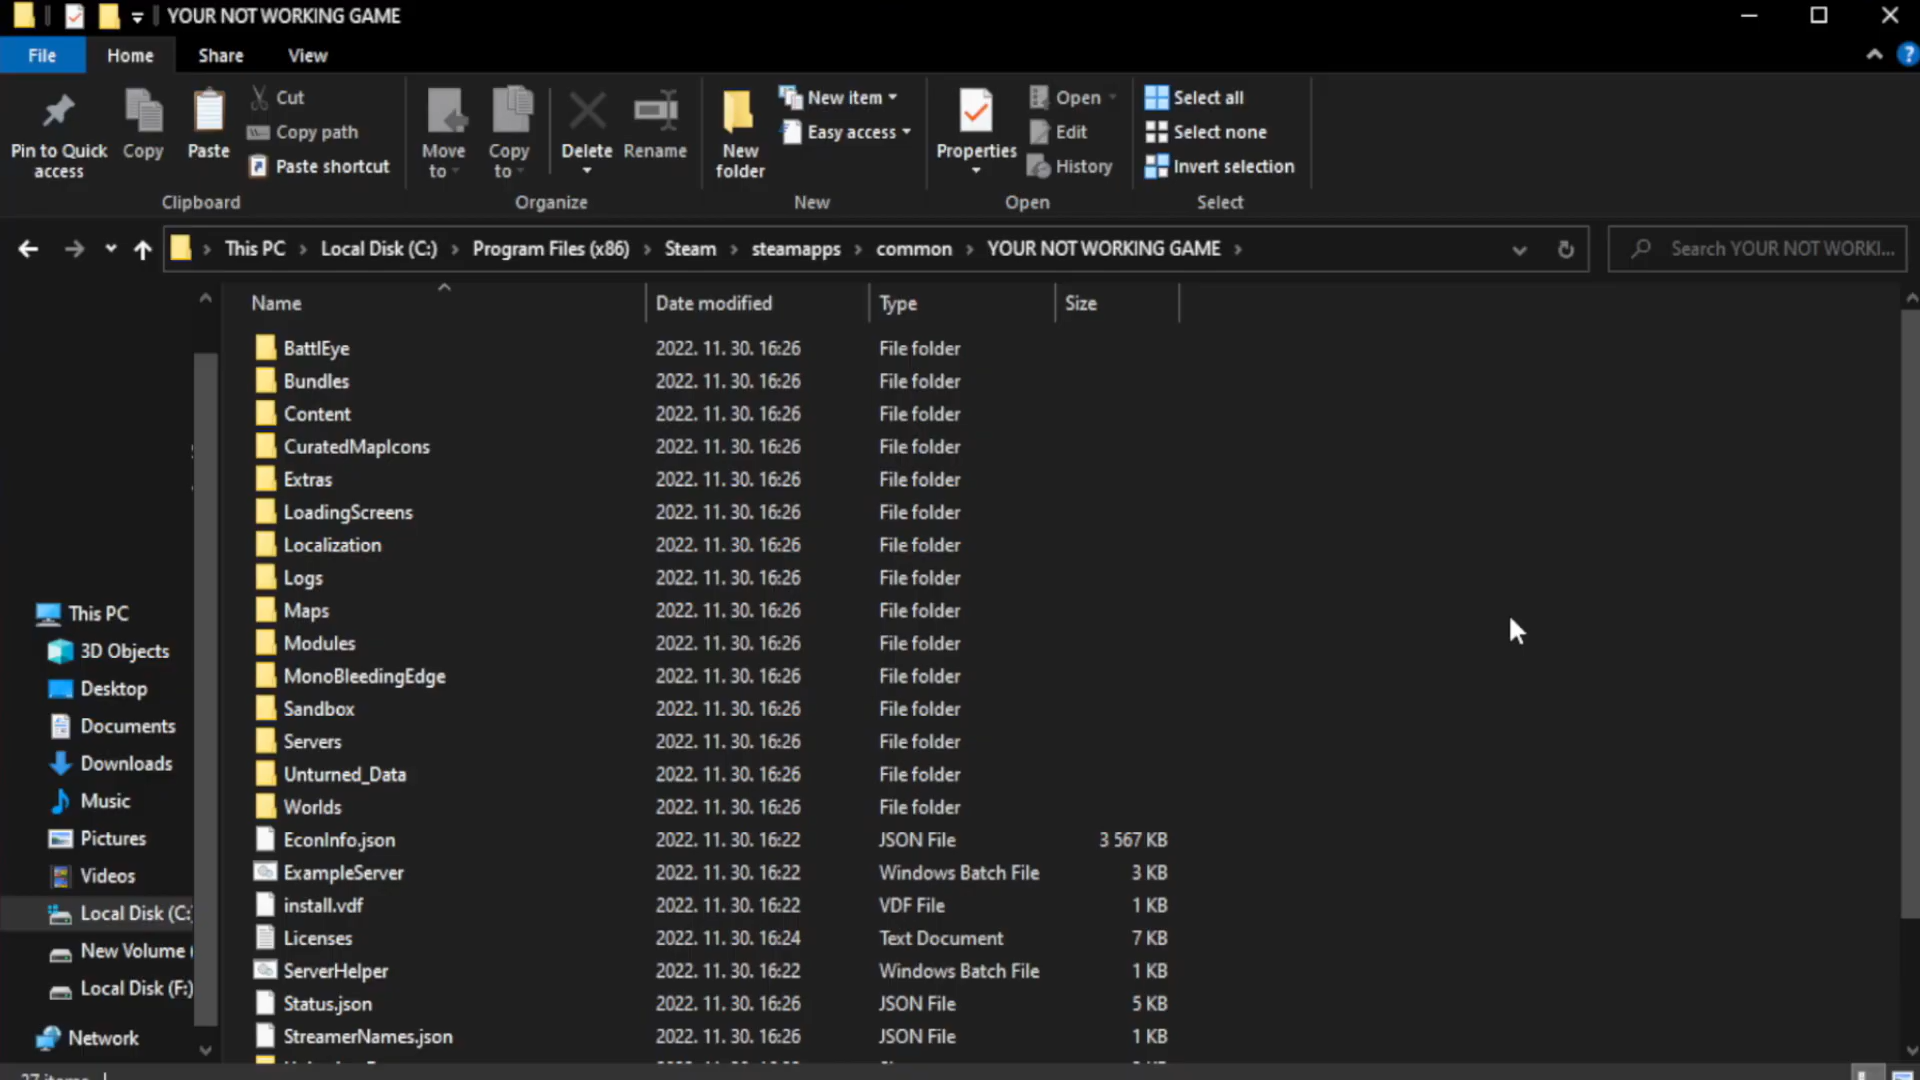 YOUR NOT WORKING GAME
File Home Share View
Pin to Quick access
Copy
Paste
Cut
Copy path
Paste shortcut
Clipboard
Move to
Copy to
Delete
Rename
Organize
New folder
New item
Easy access
New
Properties
Open
Edit
History
Open
Select all
Select none
Invert selection
Select
This PC > Local Disk (C:) > Program Files (x86) > Steam > steamapps > common > YOUR NOT WORKING GAME >
Search YOUR NOT WORKI...
Name Date modified Type Size
BattlEye 2022. 11. 30. 16:26 File folder
Bundles 2022. 11. 30. 16:26 File folder
Content 2022. 11. 30. 16:26 File folder
CuratedMapIcons 2022. 11. 30. 16:26 File folder
Extras 2022. 11. 30. 16:26 File folder
LoadingScreens 2022. 11. 30. 16:26 File folder
Localization 2022. 11. 30. 16:26 File folder
Logs 2022. 11. 30. 16:26 File folder
Maps 2022. 11. 30. 16:26 File folder
Modules 2022. 11. 30. 16:26 File folder
MonoBleedingEdge 2022. 11. 30. 16:26 File folder
Sandbox 2022. 11. 30. 16:26 File folder
Servers 2022. 11. 30. 16:26 File folder
Unturned_Data 2022. 11. 30. 16:26 File folder
Worlds 2022. 11. 30. 16:26 File folder
EconInfo.json 2022. 11. 30. 16:22 JSON File 3 567 KB
ExampleServer 2022. 11. 30. 16:22 Windows Batch File 3 KB
install.vdf 2022. 11. 30. 16:22 VDF File 1 KB
Licenses 2022. 11. 30. 16:24 Text Document 7 KB
ServerHelper 2022. 11. 30. 16:22 Windows Batch File 1 KB
Status.json 2022. 11. 30. 16:26 JSON File 5 KB
StreamerNames.json 2022. 11. 30. 16:26 JSON File 1 KB
This PC
3D Objects
Desktop
Documents
Downloads
Music
Pictures
Videos
Local Disk (C:)
New Volume (
Local Disk (F:)
Network